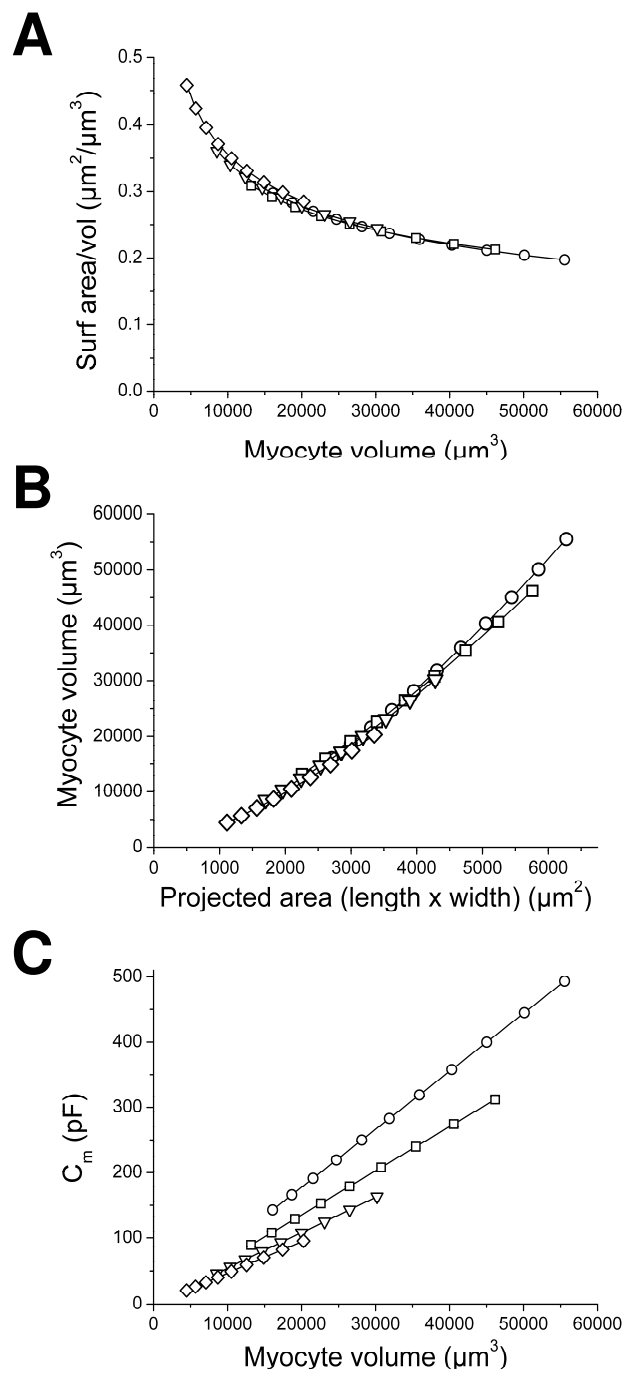 A
Surf area/vol (µm²/µm³)
0.5
0.4
0.3
0.2
0.1
0.0
0 10000 20000 30000 40000 50000 60000
Myocyte volume (µm³)
B
Myocyte volume (µm³)
60000
50000
40000
30000
20000
10000
0
0 1000 2000 3000 4000 5000 6000
Projected area (length x width) (µm²)
C
Cₘ (pF)
500
400
300
200
100
0
0 10000 20000 30000 40000 50000 60000
Myocyte volume (µm³)